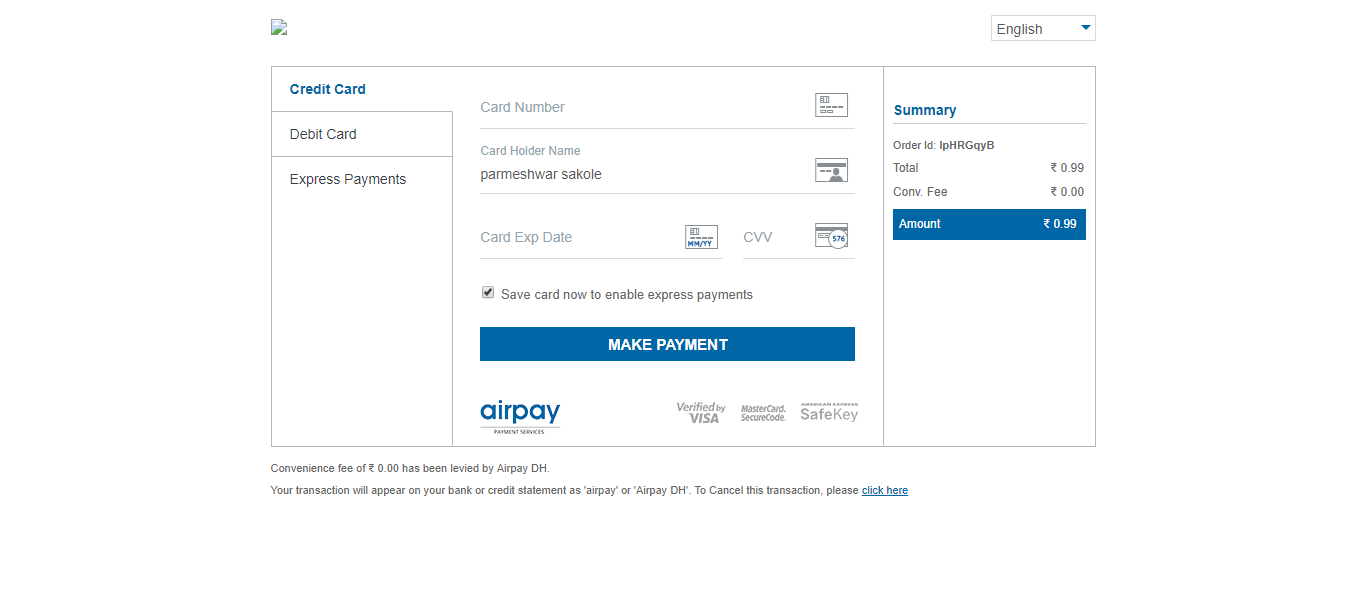 English
Credit Card
Debit Card
Express Payments
Card Number
Card Holder Name
parmeshwar sakole
Card Exp Date
MM/YY
CVV
576
Save card now to enable express payments
MAKE PAYMENT
airpay
PAYMENT SERVICES
Verified by
VISA
MasterCard.
SecureCode.
AMERICAN EXPRESS
SafeKey
Summary
Order Id: IpHRGqyB
Total ₹ 0.99
Conv. Fee ₹ 0.00
Amount ₹ 0.99
Convenience fee of ₹ 0.00 has been levied by Airpay DH.
Your transaction will appear on your bank or credit statement as 'airpay' or 'Airpay DH'. To Cancel this transaction, please click here